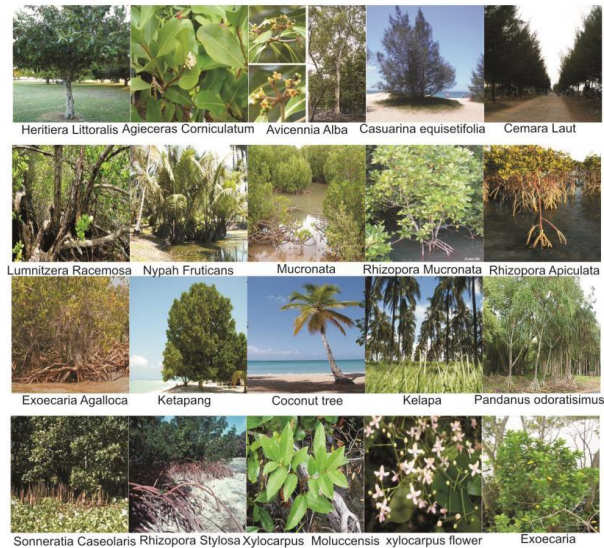 Heritiera Littoralis Agieceras Corniculatum Avicennia Alba Casuarina equisetifolia Cemara Laut
Lumnitzera Racemosa Nypah Fruticans Mucronata Rhizopora Mucronata Rhizopora Apiculata
Exoecaria Agalloca Ketapang Coconut tree Kelapa Pandanus odoratisimus
Sonneratia Caseolaris Rhizopora Stylosa Xylocarpus Moluccensis xylocarpus flower Exoecaria